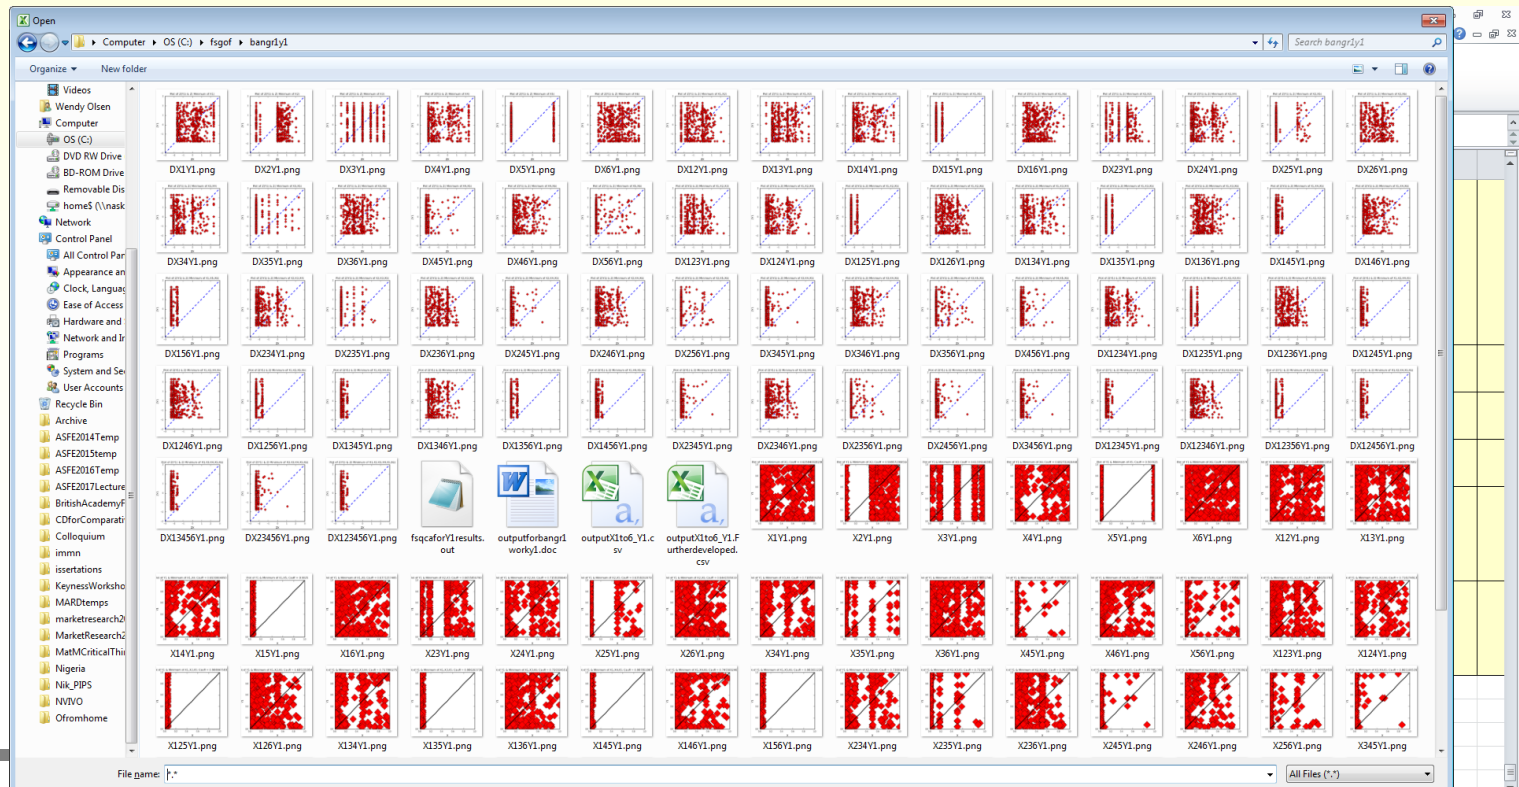 Open
Computer OS (C:) fsgof bangr1y1
Search bangr1y1
Organize New folder
Videos
Wendy Olsen
Computer
OS (C:)
DVD RW Drive
BD-ROM Drive
Removable Dis
home$ (\\nask
Network
Control Panel
All Control Par
Appearance an
Clock, Languag
Ease of Access
Hardware and
Network and Ir
Programs
System and Se
User Accounts
Recycle Bin
Archive
ASFE2014Temp
ASFE2015temp
ASFE2016Temp
ASFE2017Lecture
BritishAcademyF
CDforComparati
Colloquium
immn
issertations
KeynessWorksho
MARDtemps
marketresearch20
MarketResearch2
MatMCriticalThi
Nigeria
Nik_PIPS
NVIVO
Ofromhome
DX1Y1.png DX2Y1.png DX3Y1.png DX4Y1.png DX5Y1.png DX6Y1.png DX12Y1.png DX13Y1.png DX14Y1.png DX15Y1.png DX16Y1.png DX23Y1.png DX24Y1.png DX25Y1.png DX26Y1.png
DX34Y1.png DX35Y1.png DX36Y1.png DX45Y1.png DX46Y1.png DX56Y1.png DX123Y1.png DX124Y1.png DX125Y1.png DX126Y1.png DX134Y1.png DX135Y1.png DX136Y1.png DX145Y1.png DX146Y1.png
DX156Y1.png DX234Y1.png DX235Y1.png DX236Y1.png DX245Y1.png DX246Y1.png DX256Y1.png DX345Y1.png DX346Y1.png DX356Y1.png DX456Y1.png DX1234Y1.png DX1235Y1.png DX1236Y1.png DX1245Y1.png
DX1246Y1.png DX1256Y1.png DX1345Y1.png DX1346Y1.png DX1356Y1.png DX1456Y1.png DX2345Y1.png DX2346Y1.png DX2356Y1.png DX2456Y1.png DX3456Y1.png DX12345Y1.png DX12346Y1.png DX12356Y1.png DX12456Y1.png
DX13456Y1.png DX23456Y1.png DX123456Y1.png fsqcaforY1results. outputforbangr1 outputX1to6_Y1.c outputX1to6_Y1.F X1Y1.png X2Y1.png X3Y1.png X4Y1.png X5Y1.png X6Y1.png X12Y1.png X13Y1.png
out worky1.doc sv urtherdeveloped.
csv
X14Y1.png X15Y1.png X16Y1.png X23Y1.png X24Y1.png X25Y1.png X26Y1.png X34Y1.png X35Y1.png X36Y1.png X45Y1.png X46Y1.png X56Y1.png X123Y1.png X124Y1.png
X125Y1.png X126Y1.png X134Y1.png X135Y1.png X136Y1.png X145Y1.png X146Y1.png X156Y1.png X234Y1.png X235Y1.png X236Y1.png X245Y1.png X246Y1.png X256Y1.png X345Y1.png
File name: *.* All Files (*.*)